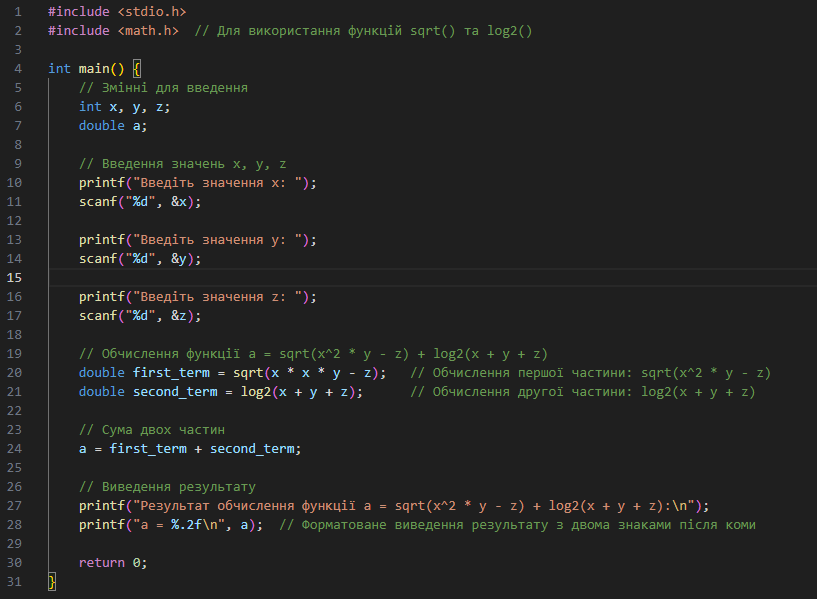 1 #include <stdio.h>
2 #include <math.h>  // Для використання функцій sqrt() та log2()
3
4 int main() {
5     // Змінні для введення
6     int x, y, z;
7     double a;
8
9     // Введення значень x, y, z
10     printf("Введіть значення x: ");
11     scanf("%d", &x);
12
13     printf("Введіть значення y: ");
14     scanf("%d", &y);
15
16     printf("Введіть значення z: ");
17     scanf("%d", &z);
18
19     // Обчислення функції a = sqrt(x^2 * y - z) + log2(x + y + z)
20     double first_term = sqrt(x * x * y - z);   // Обчислення першої частини: sqrt(x^2 * y - z)
21     double second_term = log2(x + y + z);      // Обчислення другої частини: log2(x + y + z)
22
23     // Сума двох частин
24     a = first_term + second_term;
25
26     // Виведення результату
27     printf("Результат обчислення функції a = sqrt(x^2 * y - z) + log2(x + y + z):\n");
28     printf("a = %.2f\n", a);  // Форматоване виведення результату з двома знаками після коми
29
30     return 0;
31 }